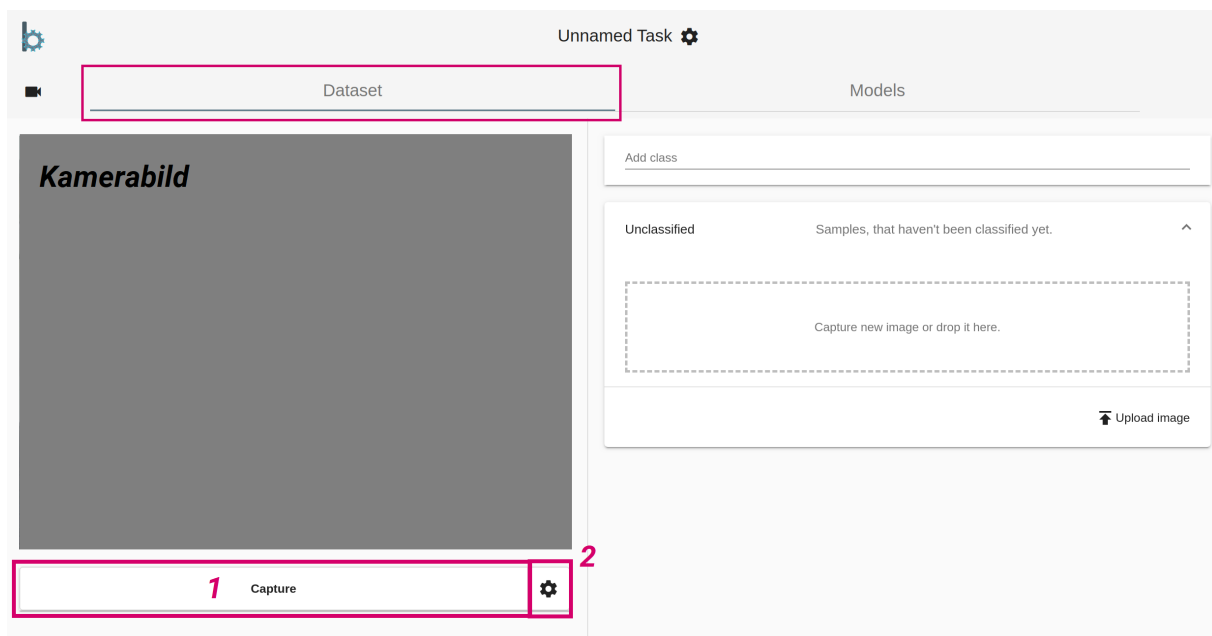 Unnamed Task
Dataset
Models
Kamerabild
Add class
Unclassified
Samples, that haven't been classified yet.
Capture new image or drop it here.
Upload image
1 Capture
2